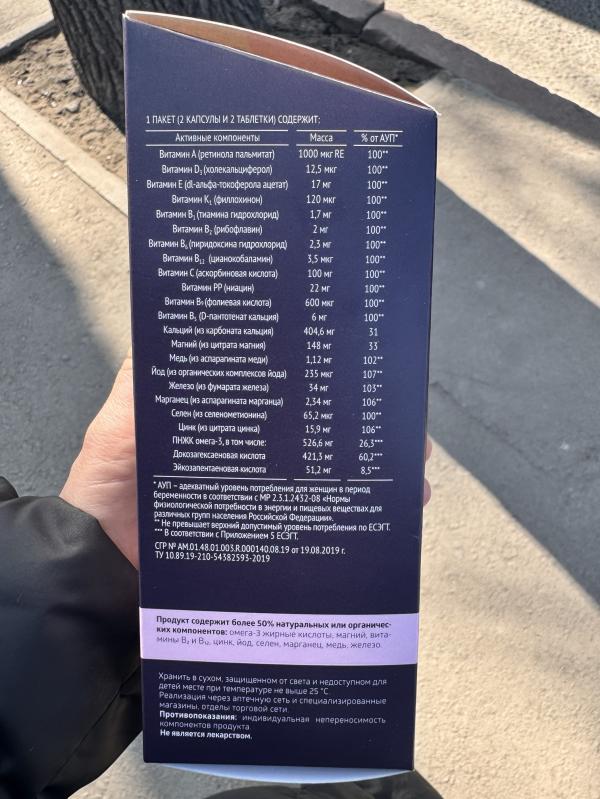 1 ПАКЕТ (2 КАПСУЛЫ И 2 ТАБЛЕТКИ) СОДЕРЖИТ:
Активные компоненты Масса % от АУП*
Витамин А (ретинола пальмитат) 1000 мкг RE 100**
Витамин D₃ (холекальциферол) 12,5 мкг 100**
Витамин Е (dl-альфа-токоферола ацетат) 17 мг 100**
Витамин К₁ (филлохинон) 120 мкг 100**
Витамин В₁ (тиамина гидрохлорид) 1,7 мг 100**
Витамин В₂ (рибофлавин) 2 мг 100**
Витамин В₆ (пиридоксина гидрохлорид) 2,3 мг 100**
Витамин В₁₂ (цианокобаламин) 3,5 мкг 100**
Витамин С (аскорбиновая кислота) 100 мг 100**
Витамин РР (ниацин) 22 мг 100**
Витамин В₉ (фолиевая кислота) 600 мкг 100**
Витамин В₅ (D-пантотенат кальция) 6 мг 100**
Кальций (из карбоната кальция) 404,6 мг 31
Магний (из цитрата магния) 148 мг 33
Медь (из аспарагината меди) 1,12 мг 102**
Йод (из органических комплексов йода) 235 мкг 107**
Железо (из фумарата железа) 34 мг 103**
Марганец (из аспарагината марганца) 2,34 мг 106**
Селен (из селенометионина) 65,2 мкг 100**
Цинк (из цитрата цинка) 15,9 мг 106**
ПНЖК омега-3, в том числе: 526,6 мг 26,3***
Докозагексаеновая кислота 421,3 мг 60,2***
Эйкозапентаеновая кислота 51,2 мг 8,5***
* АУП – адекватный уровень потребления для женщин в период
беременности в соответствии с МР 2.3.1.2432-08 «Нормы
физиологической потребности в энергии и пищевых веществах для
различных групп населения Российской Федерации».
** Не превышает верхний допустимый уровень потребления по ЕСЭГТ.
*** В соответствии с Приложением 5 ЕСЭГТ.
СГР № AM.01.48.01.003.R.000140.08.19 от 19.08.2019 г.
ТУ 10.89.19-210-54382593-2019
Продукт содержит более 50% натуральных или органичес-
ких компонентов: омега-3 жирные кислоты, магний, вита-
мины В₂ и В₁₂, цинк, йод, селен, марганец, медь, железо.
Хранить в сухом, защищенном от света и недоступном для
детей месте при температуре не выше 25 °С.
Реализация через аптечную сеть и специализированные
магазины, отделы торговой сети.
Противопоказания: индивидуальная непереносимость
компонентов продукта.
Не является лекарством.